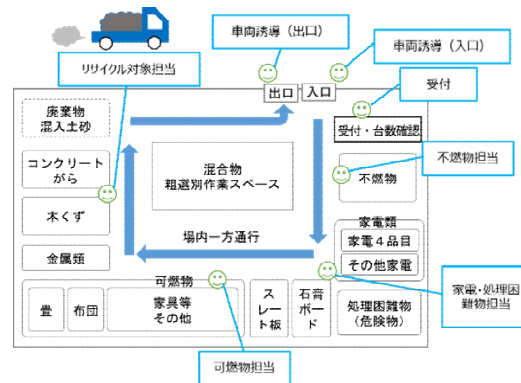 車両誘導（出口）
車両誘導（入口）
リサイクル対象担当
受付
出口
入口
廃棄物
混入土砂
受付・台数確認
不燃物担当
コンクリート
がら
混合物
粗選別作業スペース
不燃物
木くず
家電類
家電４品目
その他家電
場内一方通行
金属類
可燃物
畳
布団
家具等
その他
スレート板
石膏ボード
処理困難物
（危険物）
家電・処理困
難物担当
可燃物担当